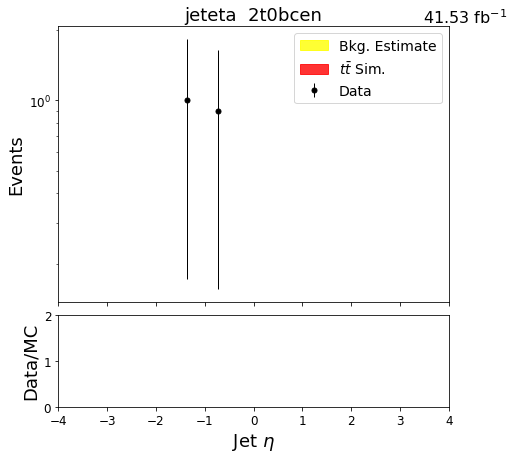 jeteta 2t0bcen
41.53 fb⁻¹
Bkg. Estimate
tt̄ Sim.
Data
Events
10⁰
Data/MC
2
1
0
−4 −3 −2 −1 0 1 2 3 4
Jet η